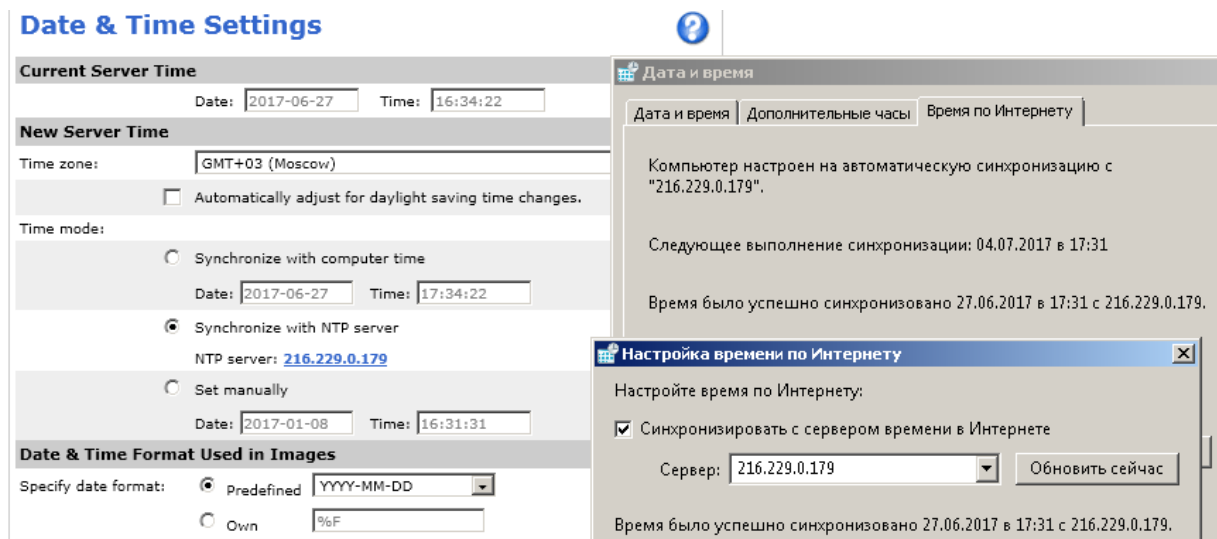 Date & Time Settings
Current Server Time
Date: 2017-06-27 Time: 16:34:22
New Server Time
Time zone: GMT+03 (Moscow)
Automatically adjust for daylight saving time changes.
Time mode:
Synchronize with computer time
Date: 2017-06-27 Time: 17:34:22
Synchronize with NTP server
NTP server: 216.229.0.179
Set manually
Date: 2017-01-08 Time: 16:31:31
Date & Time Format Used in Images
Specify date format: Predefined YYYY-MM-DD
Own %F
Дата и время
Дата и время Дополнительные часы Время по Интернету
Компьютер настроен на автоматическую синхронизацию с
"216.229.0.179".
Следующее выполнение синхронизации: 04.07.2017 в 17:31
Время было успешно синхронизовано 27.06.2017 в 17:31 с 216.229.0.179.
Настройка времени по Интернету
Настройте время по Интернету:
Синхронизировать с сервером времени в Интернете
Сервер: 216.229.0.179 Обновить сейчас
Время было успешно синхронизовано 27.06.2017 в 17:31 с 216.229.0.179.